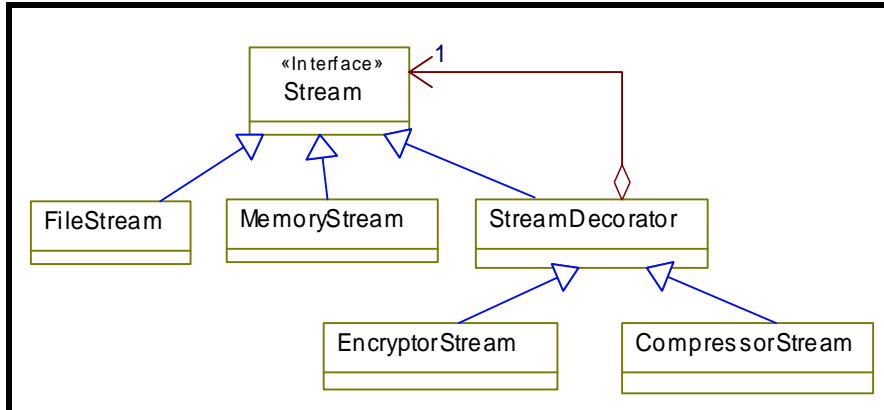 «Interface»
Stream
1
FileStream
MemoryStream
StreamDecorator
EncryptorStream
CompressorStream